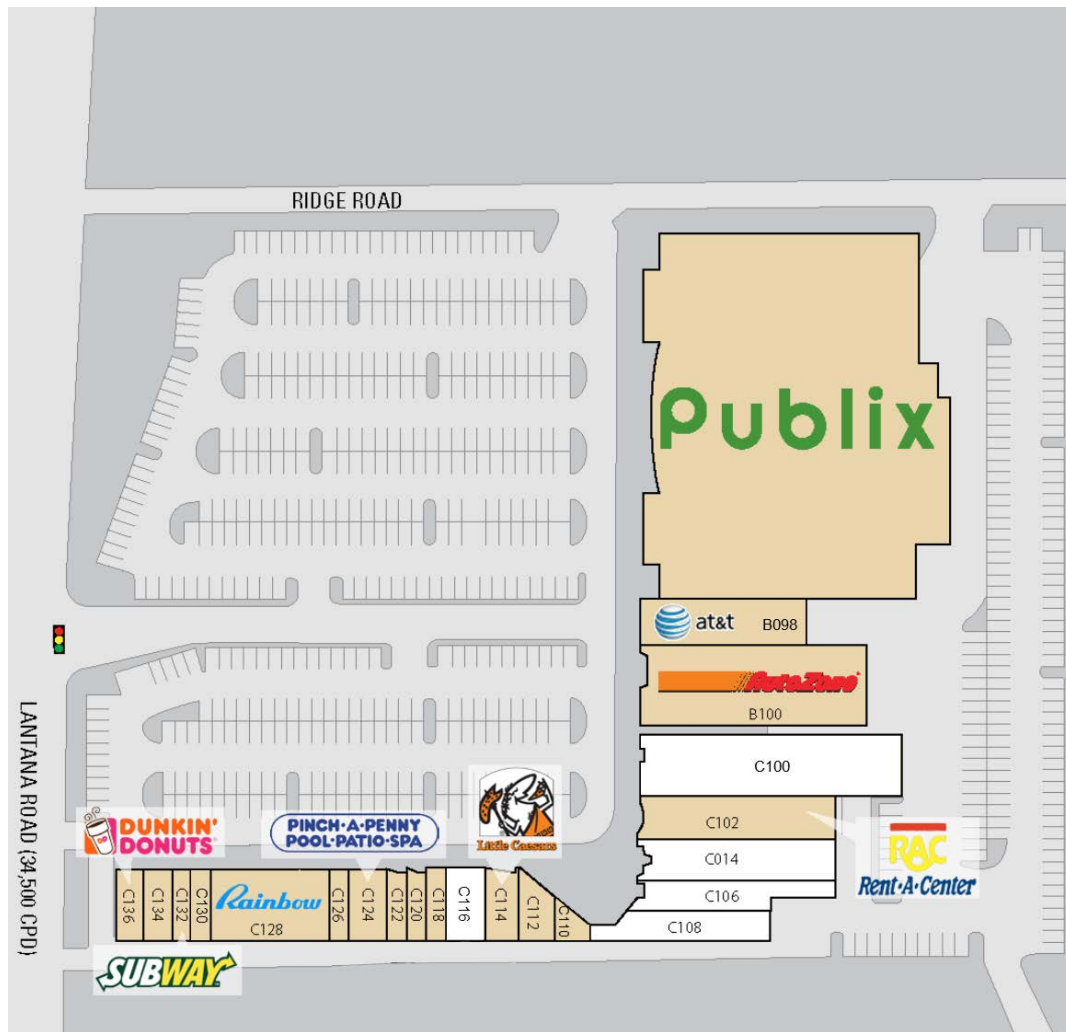 RIDGE ROAD
Publix
at&t B098
AutoZone
B100
C100
LANTANA ROAD (34,500 CPD)
DUNKIN'
DONUTS
DD
PINCH·A·PENNY
POOL·PATIO·SPA
Little Caesars
C102
C014
RAC
Rent·A·Center
C106
C108
C136
C134
C132
C130
Rainbow
C128
C126
C124
C122
C120
C118
C116
C114
C112
C110
SUBWAY